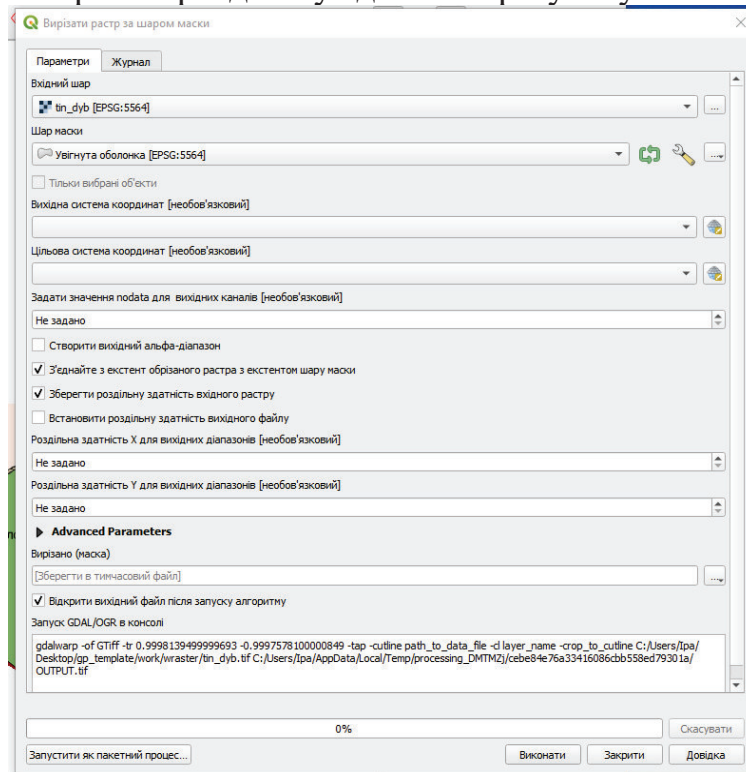 Вирізати растр за шаром маски
Параметри Журнал
Вхідний шар
tin_dyb [EPSG:5564]
...
Шар маски
Увігнута оболонка [EPSG:5564]
...
Тільки вибрані об'єкти
Вихідна система координат [необов'язковий]
Цільова система координат [необов'язковий]
Задати значення nodata для вихідних каналів [необов'язковий]
Не задано
Створити вихідний альфа-діапазон
З'єднайте з екстент обрізаного растра з екстентом шару маски
Зберегти роздільну здатність вхідного растру
Встановити роздільну здатність вихідного файлу
Роздільна здатність X для вихідних діапазонів [необов'язковий]
Не задано
Роздільна здатність Y для вихідних діапазонів [необов'язковий]
Не задано
Advanced Parameters
Вирізано (маска)
[Зберегти в тимчасовий файл]
...
Відкрити вихідний файл після запуску алгоритму
Запуск GDAL/OGR в консолі
gdalwarp -of GTiff -tr 0.9998139499999693 -0.9997578100000849 -tap -cutline path_to_data_file -cl layer_name -crop_to_cutline C:/Users/Ipa/
Desktop/gp_template/work/wraster/tin_dyb.tif C:/Users/Ipa/AppData/Local/Temp/processing_DMTMZj/cebe84e76a33416086cbb558ed79301a/
OUTPUT.tif
0%
Скасувати
Запустити як пакетний процес...
Виконати Закрити Довідка